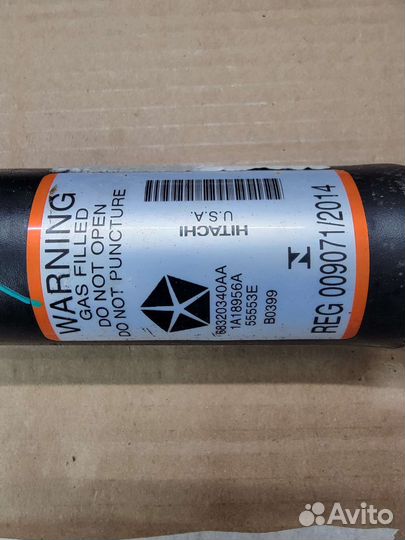 WARNING
GAS FILLED
DO NOT OPEN
DO NOT PUNCTURE
HITACHI
U.S.A.
68320340AA
1A18956A
55553E
B0399
REG 009071/2014
Avito